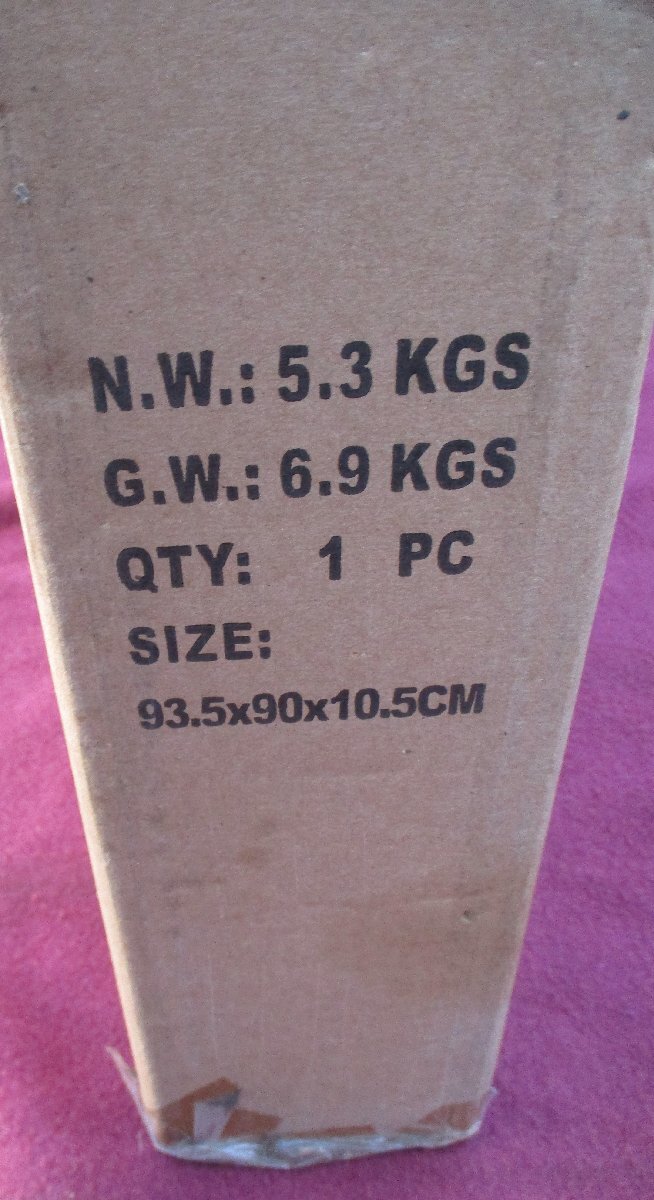 N.W.: 5.3 KGS
G.W.: 6.9 KGS
QTY: 1 PC
SIZE:
93.5x90x10.5CM